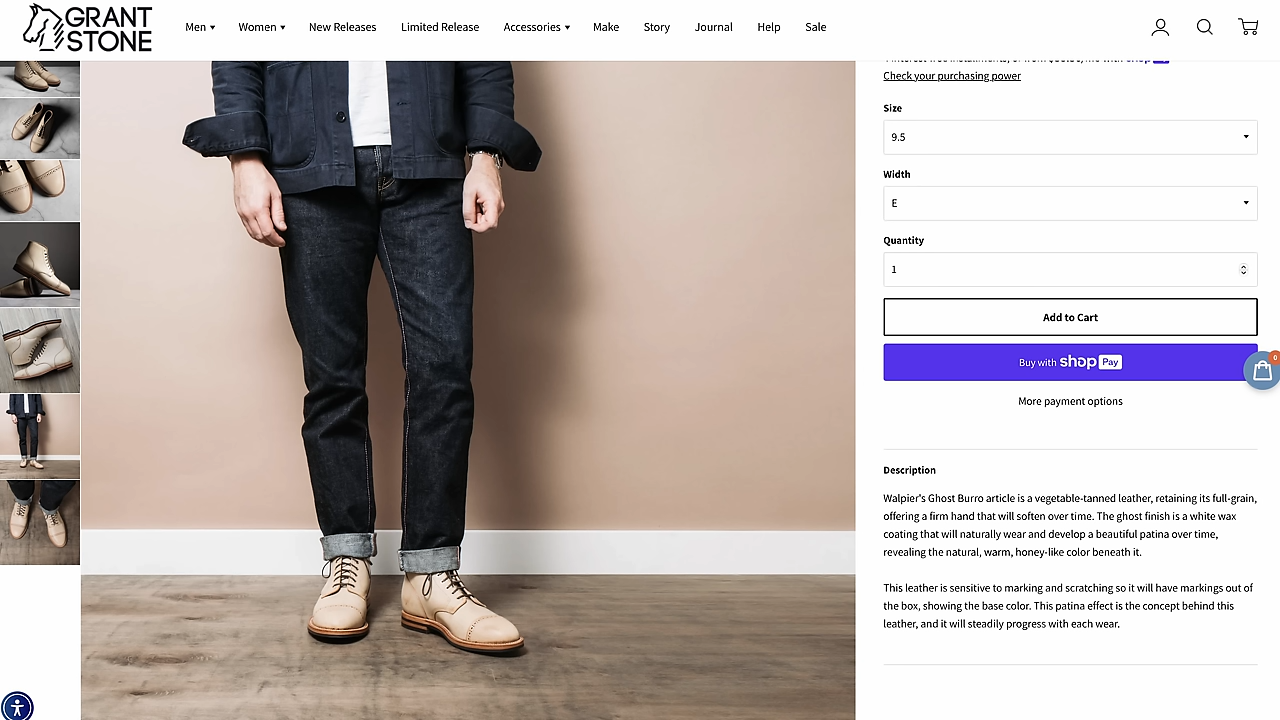 GRANT
STONE
Men
Women
New Releases
Limited Release
Accessories
Make
Story
Journal
Help
Sale
Check your purchasing power
Size
9.5
Width
E
Quantity
1
Add to Cart
Buy with shop Pay
0
More payment options
Description
Walpier's Ghost Burro article is a vegetable-tanned leather, retaining its full-grain,
offering a firm hand that will soften over time. The ghost finish is a white wax
coating that will naturally wear and develop a beautiful patina over time,
revealing the natural, warm, honey-like color beneath it.
This leather is sensitive to marking and scratching so it will have markings out of
the box, showing the base color. This patina effect is the concept behind this
leather, and it will steadily progress with each wear.